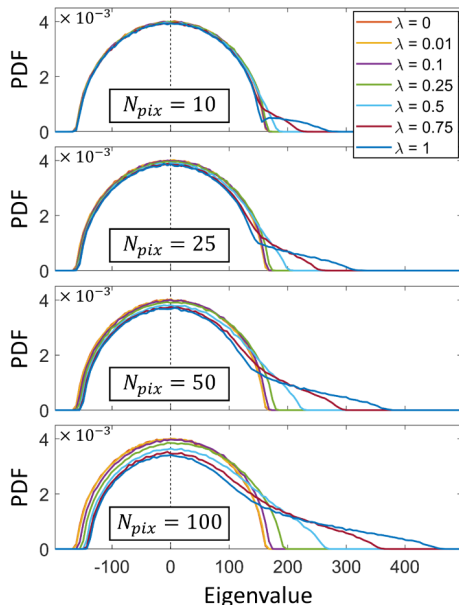 × 10⁻³
4
2
0
PDF
N_pix = 10
λ = 0
λ = 0.01
λ = 0.1
λ = 0.25
λ = 0.5
λ = 0.75
λ = 1
× 10⁻³
4
2
0
PDF
N_pix = 25
× 10⁻³
4
2
0
PDF
N_pix = 50
× 10⁻³
4
2
0
PDF
N_pix = 100
-100 0 100 200 300 400
Eigenvalue